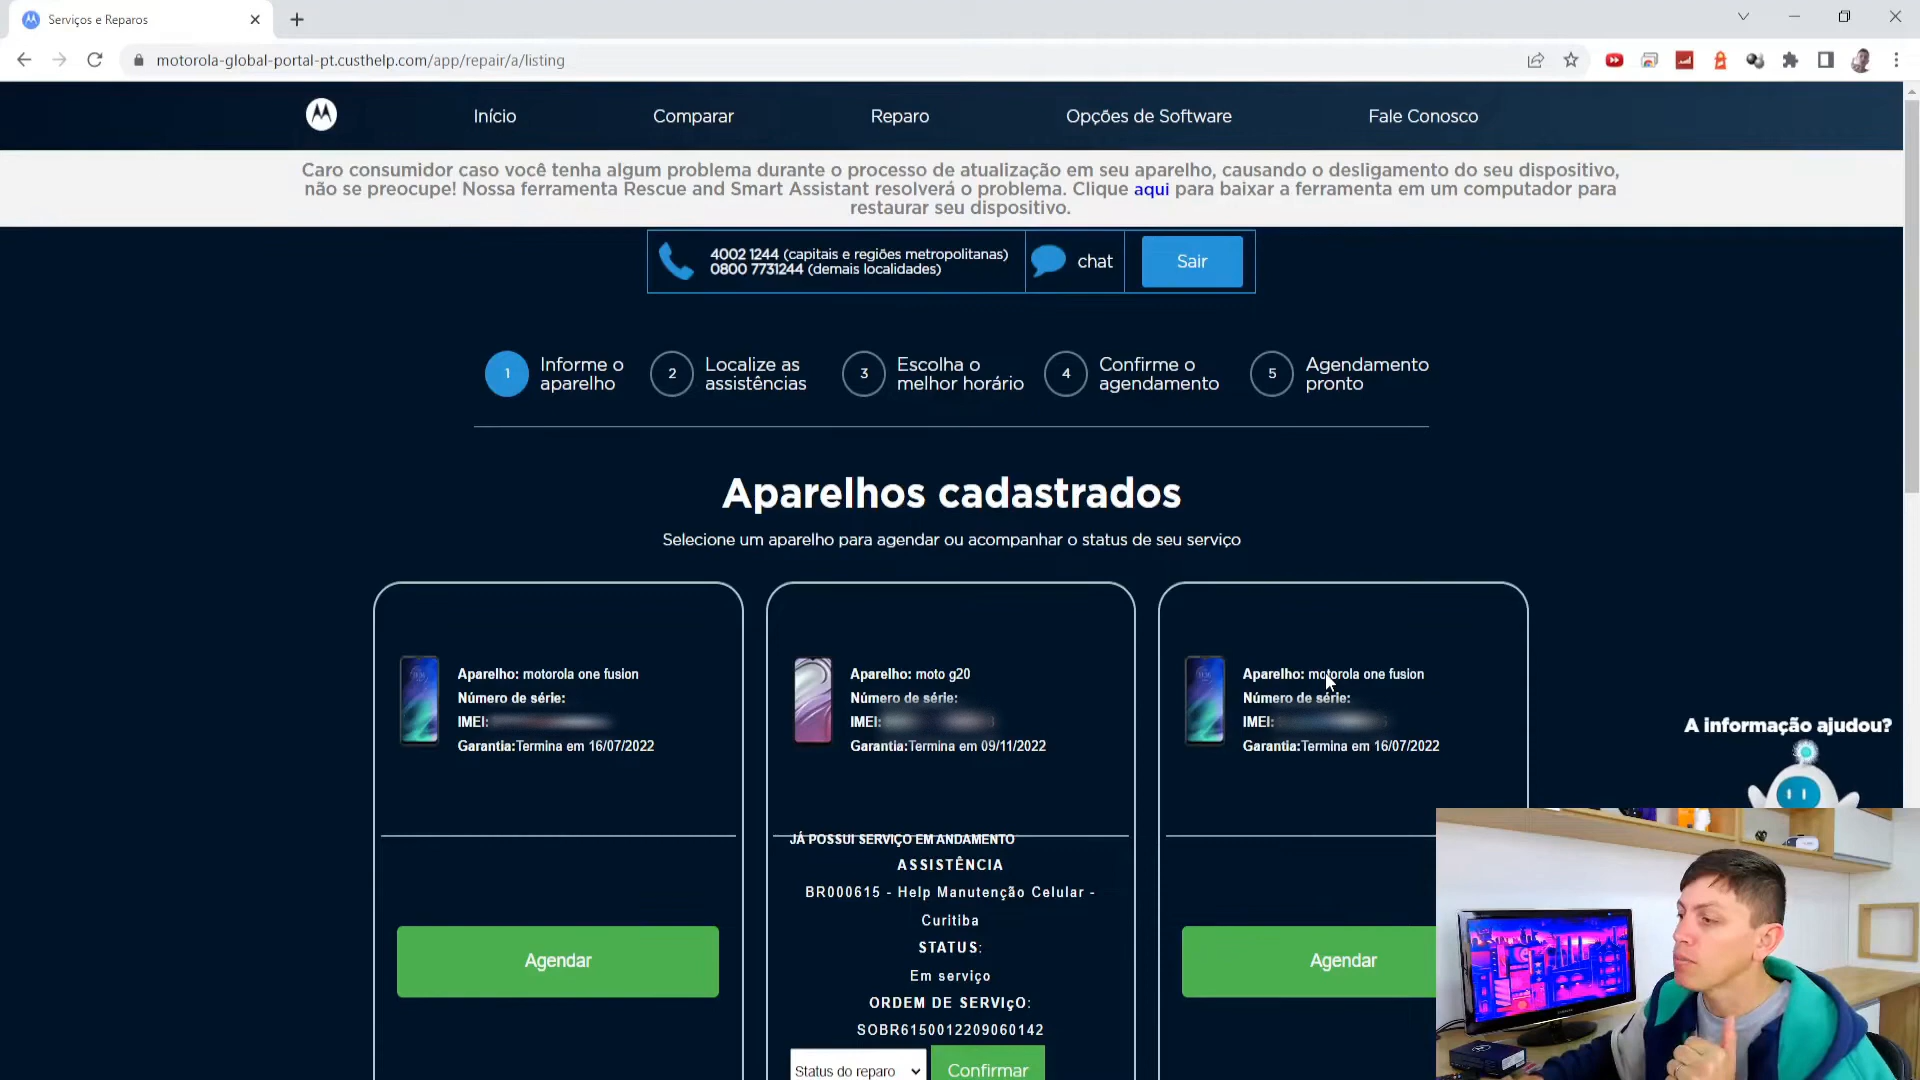 Serviços e Reparos
motorola-global-portal-pt.custhelp.com/app/repair/a/listing
Início
Comparar
Reparo
Opções de Software
Fale Conosco
Caro consumidor caso você tenha algum problema durante o processo de atualização em seu aparelho, causando o desligamento do seu dispositivo,
não se preocupe! Nossa ferramenta Rescue and Smart Assistant resolverá o problema. Clique aqui para baixar a ferramenta em um computador para
restaurar seu dispositivo.
4002 1244 (capitais e regiões metropolitanas)
0800 7731244 (demais localidades)
chat
Sair
1
Informe o
aparelho
2
Localize as
assistências
3
Escolha o
melhor horário
4
Confirme o
agendamento
5
Agendamento
pronto
Aparelhos cadastrados
Selecione um aparelho para agendar ou acompanhar o status de seu serviço
Aparelho: motorola one fusion
Número de série:
IMEI:
Garantia:Termina em 16/07/2022
Agendar
Aparelho: moto g20
Número de série:
IMEI:
Garantia:Termina em 09/11/2022
JÁ POSSUI SERVIÇO EM ANDAMENTO
ASSISTÊNCIA
BR000615 - Help Manutenção Celular -
Curitiba
STATUS:
Em serviço
ORDEM DE SERVIçO:
SOBR6150012209060142
Status do reparo
Confirmar
Aparelho: motorola one fusion
Número de série:
IMEI:
Garantia:Termina em 16/07/2022
Agendar
A informação ajudou?